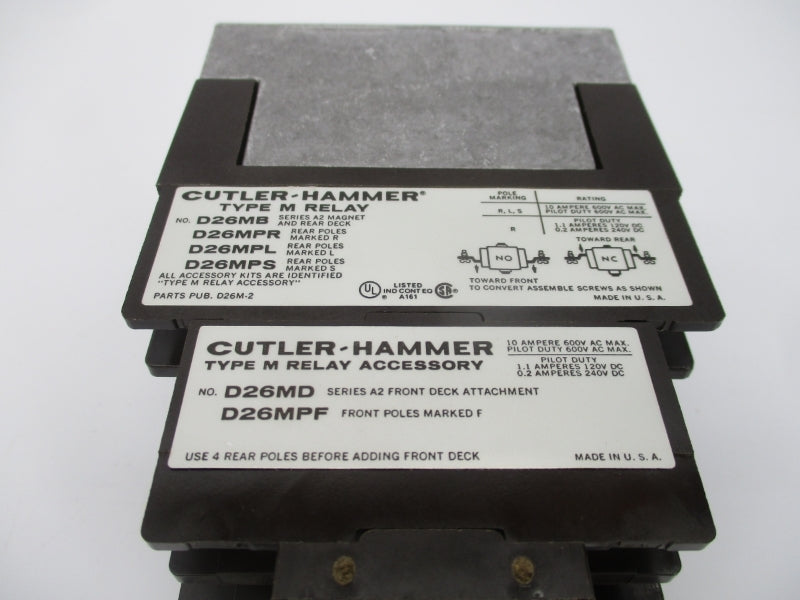 CUTLER-HAMMER®
TYPE M RELAY
NO. D26MB SERIES A2 MAGNET AND REAR DECK
D26MPR REAR POLES MARKED R
D26MPL REAR POLES MARKED L
D26MPS REAR POLES MARKED S
ALL ACCESSORY KITS ARE IDENTIFIED
"TYPE M RELAY ACCESSORY"
PARTS PUB. D26M-2
UL ® LISTED
IND CONT EQ
A161
SA ®
POLE MARKING RATING
R, L, S 10 AMPERE 600V AC MAX.
PILOT DUTY 600V AC MAX.
R PILOT DUTY
1.1 AMPERES 120V DC
0.2 AMPERES 240V DC
TOWARD REAR
NO NC
TOWARD FRONT
TO CONVERT ASSEMBLE SCREWS AS SHOWN
MADE IN U.S.A.
CUTLER-HAMMER
TYPE M RELAY ACCESSORY
10 AMPERE 600V AC MAX.
PILOT DUTY 600V AC MAX.
PILOT DUTY
1.1 AMPERES 120V DC
0.2 AMPERES 240V DC
NO. D26MD SERIES A2 FRONT DECK ATTACHMENT
D26MPF FRONT POLES MARKED F
USE 4 REAR POLES BEFORE ADDING FRONT DECK
MADE IN U. S. A.